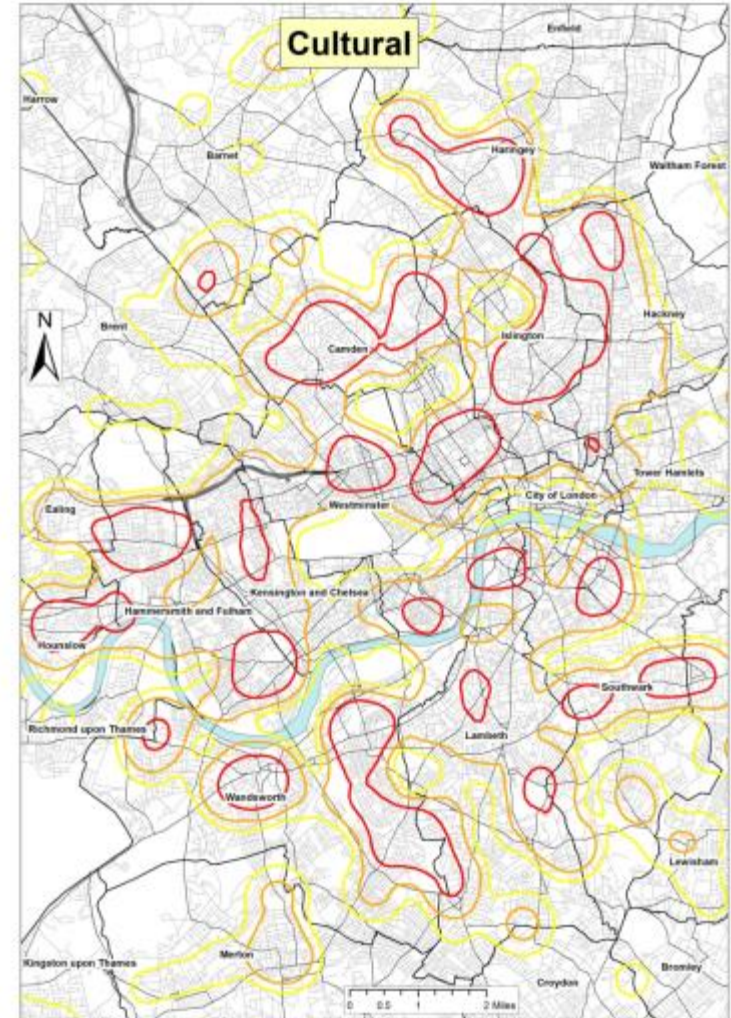 Cultural
Enfield
Harrow
Barnet
Haringey
Waltham Forest
N
Brent
Camden
Islington
Hackney
Tower Hamlets
City of London
Westminster
Ealing
Kensington and Chelsea
Hammersmith and Fulham
Hounslow
Southwark
Richmond upon Thames
Lambeth
Wandsworth
Lewisham
Merton
Kingston upon Thames
Bromley
Croydon
0 0.5 1 2 Miles